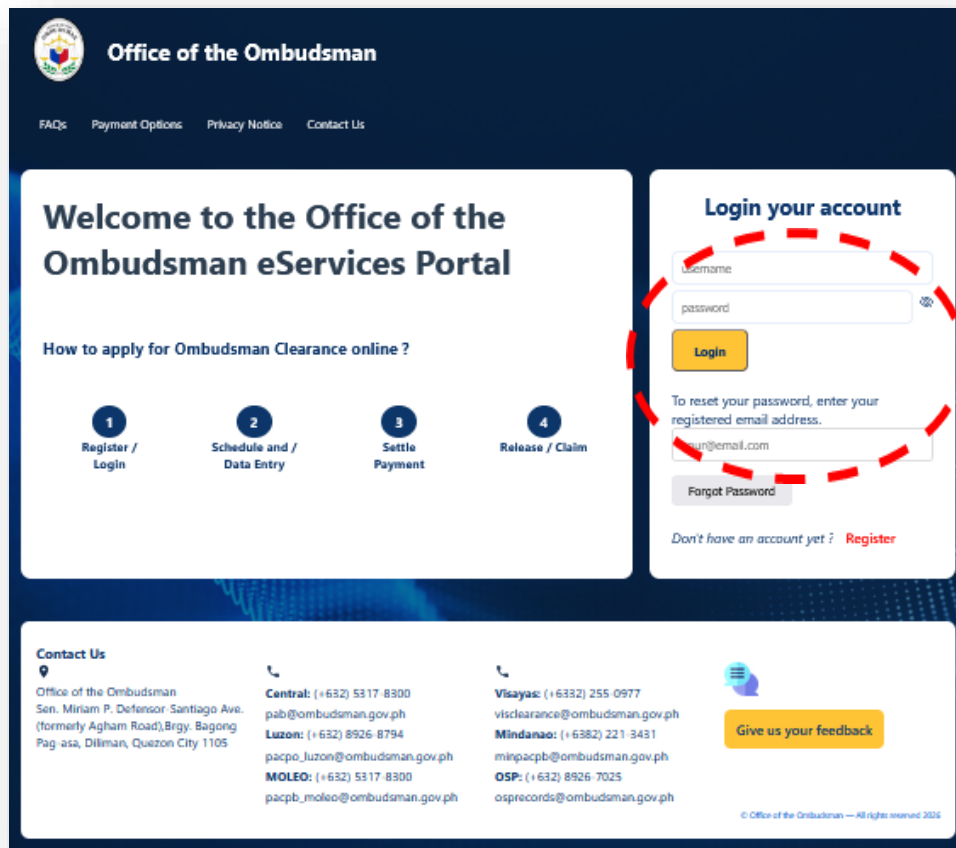 Office of the Ombudsman
FAQs Payment Options Privacy Notice Contact Us
Welcome to the Office of the
Ombudsman eServices Portal
How to apply for Ombudsman Clearance online ?
1
Register /
Login
2
Schedule and /
Data Entry
3
Settle
Payment
4
Release / Claim
Login your account
username
password
Login
To reset your password, enter your
registered email address.
your@email.com
Forgot Password
Don't have an account yet ? Register
Contact Us
Office of the Ombudsman
Sen. Miriam P. Defensor-Santiago Ave.
(formerly Agham Road),Brgy. Bagong
Pag-asa, Diliman, Quezon City 1105
Central: (+632) 5317-8300
pab@ombudsman.gov.ph
Luzon: (+632) 8926-8794
pacpo_luzon@ombudsman.gov.ph
MOLEO: (+632) 5317-8300
pacpb_moleo@ombudsman.gov.ph
Visayas: (+6332) 255-0977
visclearance@ombudsman.gov.ph
Mindanao: (+6382) 221-3431
minpacpb@ombudsman.gov.ph
OSP: (+632) 8926-7025
osprecords@ombudsman.gov.ph
Give us your feedback
© Office of the Ombudsman — All rights reserved 2026